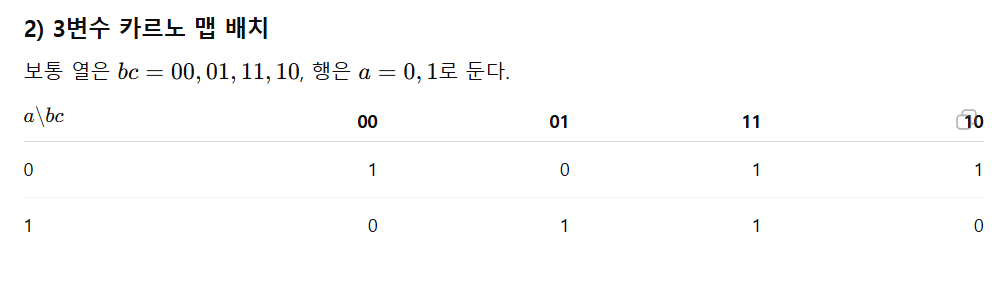 2) 3변수 카르노 맵 배치
보통 열은 bc = 00, 01, 11, 10, 행은 a = 0, 1로 둔다.
a\bc 00 01 11 10
0 1 0 1 1
1 0 1 1 0